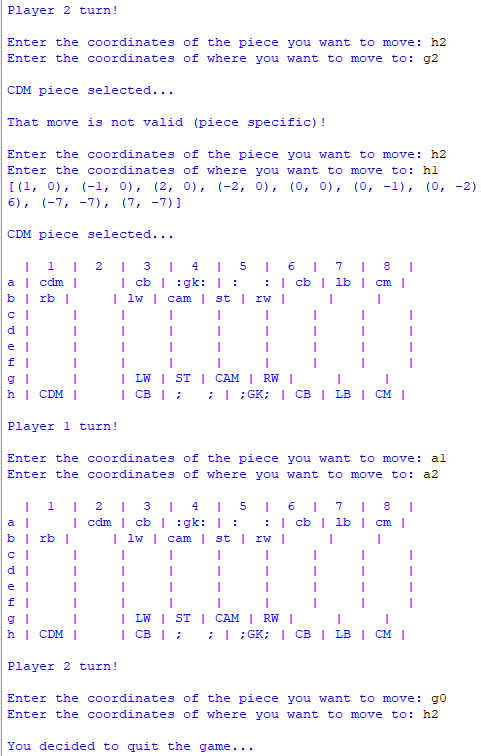 Player 2 turn!
Enter the coordinates of the piece you want to move: h2
Enter the coordinates of where you want to move to: g2
CDM piece selected...
That move is not valid (piece specific)!
Enter the coordinates of the piece you want to move: h2
Enter the coordinates of where you want to move to: h1
[(1, 0), (-1, 0), (2, 0), (-2, 0), (0, 0), (0, -1), (0, -2)
6), (-7, -7), (7, -7)]
CDM piece selected...
  |  1  |  2  |  3  |  4  |  5  |  6  |  7  |  8  |
a | cdm |     | cb | :gk: | :   : | cb | lb | cm |
b | rb |     | lw | cam | st | rw |     |     |
c |     |     |     |     |     |     |     |     |
d |     |     |     |     |     |     |     |     |
e |     |     |     |     |     |     |     |     |
f |     |     |     |     |     |     |     |     |
g |     |     | LW | ST | CAM | RW |     |     |
h | CDM |     | CB | ;   ; | ;GK; | CB | LB | CM |
Player 1 turn!
Enter the coordinates of the piece you want to move: a1
Enter the coordinates of where you want to move to: a2
  |  1  |  2  |  3  |  4  |  5  |  6  |  7  |  8  |
a |     | cdm | cb | :gk: | :   : | cb | lb | cm |
b | rb |     | lw | cam | st | rw |     |     |
c |     |     |     |     |     |     |     |     |
d |     |     |     |     |     |     |     |     |
e |     |     |     |     |     |     |     |     |
f |     |     |     |     |     |     |     |     |
g |     |     | LW | ST | CAM | RW |     |     |
h | CDM |     | CB | ;   ; | ;GK; | CB | LB | CM |
Player 2 turn!
Enter the coordinates of the piece you want to move: g0
Enter the coordinates of where you want to move to: h2
You decided to quit the game...